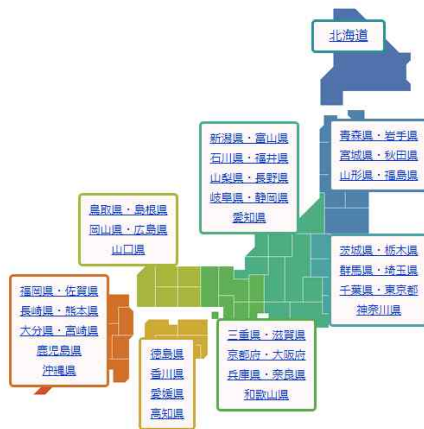 北海道
青森県・岩手県
宮城県・秋田県
山形県・福島県
新潟県・富山県
石川県・福井県
山梨県・長野県
岐阜県・静岡県
愛知県
茨城県・栃木県
群馬県・埼玉県
千葉県・東京都
神奈川県
鳥取県・島根県
岡山県・広島県
山口県
三重県・滋賀県
京都府・大阪府
兵庫県・奈良県
和歌山県
徳島県
香川県
愛媛県
高知県
福岡県・佐賀県
長崎県・熊本県
大分県・宮崎県
鹿児島県
沖縄県